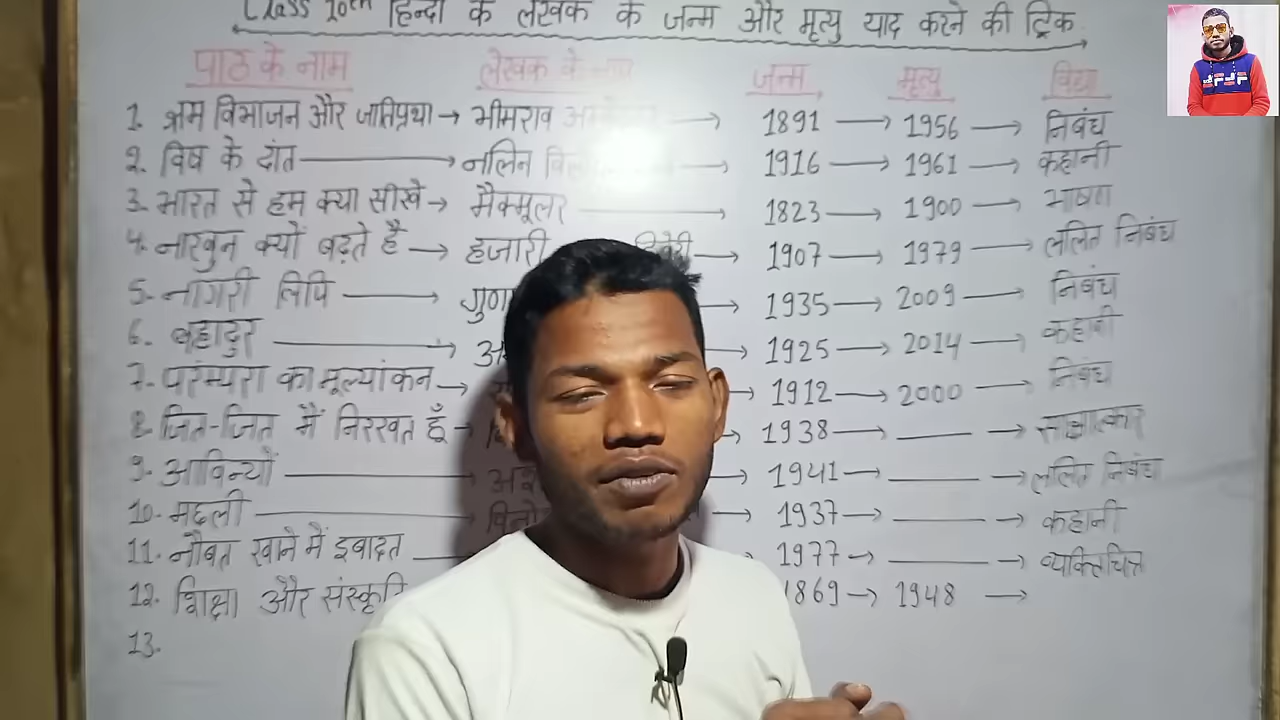 Class 10th हिन्दी के लेखक के जन्म और मृत्यु याद करने की ट्रिक
पाठ के नाम लेखक के नाम जन्म मृत्यु विद्या
1. श्रम विभाजन और जातिप्रथा → भीमराव → 1891 → 1956 → निबंध
2. विष के दांत → नलिन → 1916 → 1961 → कहानी
3. भारत से हम क्या सीखे → मैक्मूलर → 1823 → 1900 → भाषण
4. नाखुन क्यों बढ़ते है → हजारी द्विवेदी → 1907 → 1979 → ललित निबंध
5. नागरी लिपि → गुणा → 1935 → 2009 → निबंध
6. बहादुर → 1925 → 2014 → कहानी
7. परम्परा का मूल्यांकन → 1912 → 2000 → निबंध
8. जित-जित मैं निरखत हूँ → 1938 → → साक्षात्कार
9. आविन्यों → 1941 → → ललित निबंध
10. मछली → → 1937 → → कहानी
11. नौबत खाने में इबादत 1977 → → व्यक्तिचित्र
12. शिक्षा और संस्कृति 1869 → 1948 →
13.